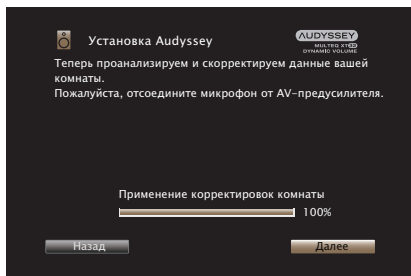 Установка Audyssey
AUDYSSEY
MULTEQ XT32
DYNAMIC VOLUME
Теперь проанализируем и скорректируем данные вашей
комнаты.
Пожалуйста, отсоедините микрофон от AV-предусилителя.
Применение корректировок комнаты
100%
Назад
Далее